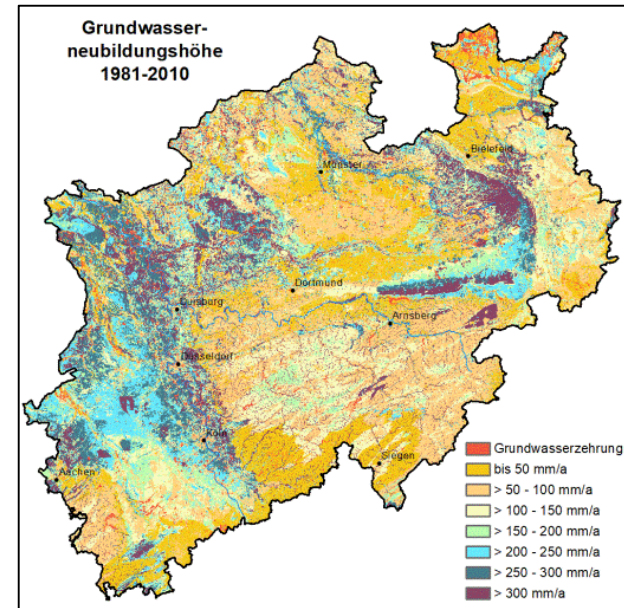 Grundwasser-
neubildungshöhe
1981-2010
Bielefeld
Münster
Dortmund
Duisburg
Arnsberg
Düsseldorf
Köln
Siegen
Aachen
Grundwasserzehrung
bis 50 mm/a
> 50 - 100 mm/a
> 100 - 150 mm/a
> 150 - 200 mm/a
> 200 - 250 mm/a
> 250 - 300 mm/a
> 300 mm/a